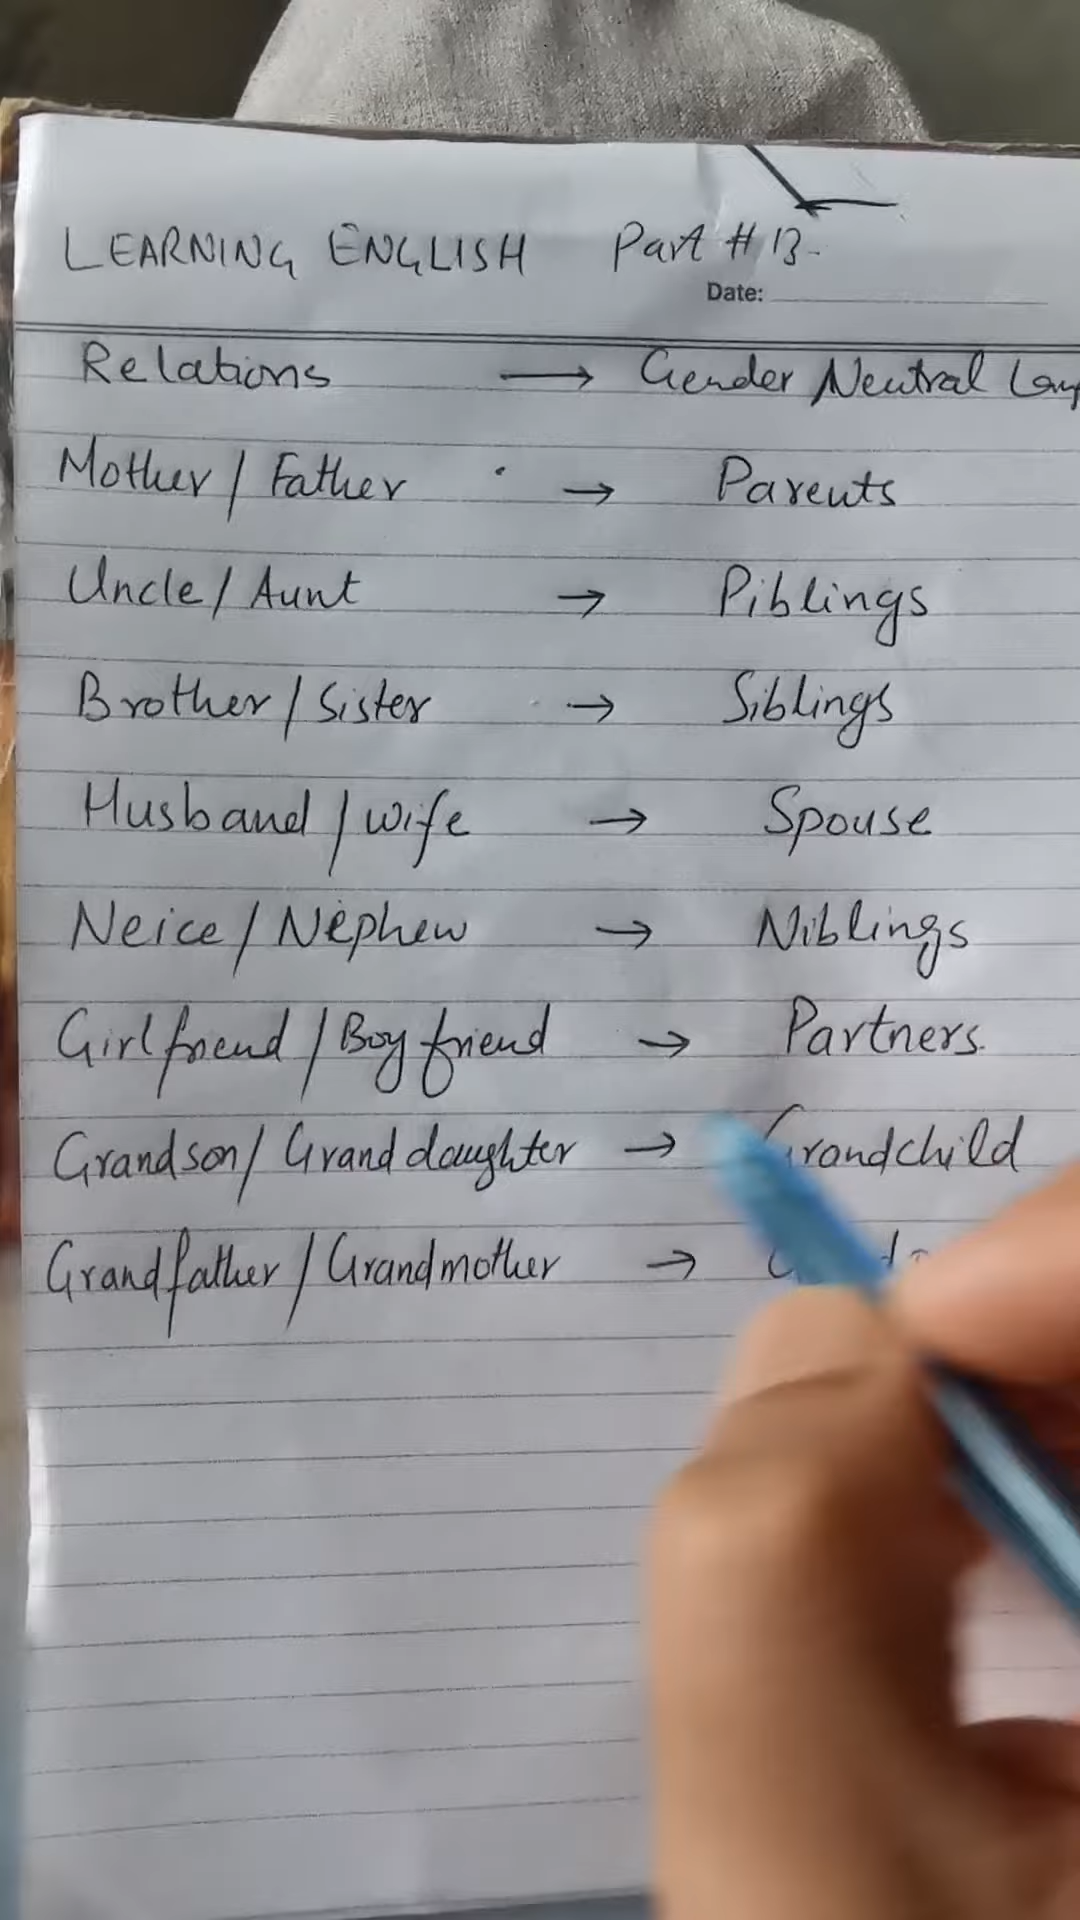 LEARNING ENGLISH Part # 13
Date:
Relations → Gender Neutral
Mother / Father → Parents
Uncle / Aunt → Piblings
Brother / Sister → Siblings
Husband / wife → Spouse
Neice / Nephew → Niblings
Girlfriend / Boyfriend → Partners.
Grandson / Granddaughter → Grandchild
Grandfather / Grandmother →